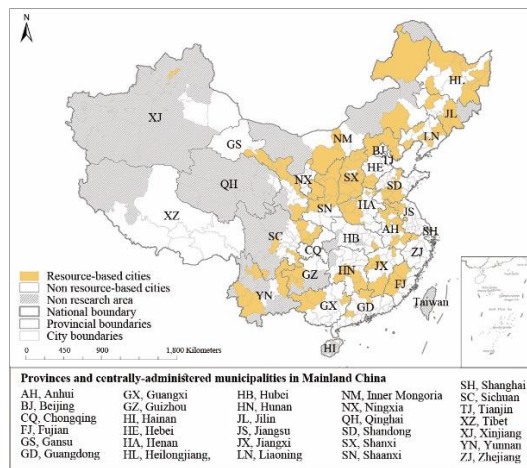 N
XJ
HL
JL
LN
NM
GS
BJ
TJ
HE
NX
SX
SD
QH
SN
HA
JS
XZ
AH
SH
SC
HB
CQ
ZJ
HN
JX
GZ
FJ
YN
GX
GD
Taiwan
HI
Resource-based cities
Non resource-based cities
Non research area
National boundary
Provincial boundaries
City boundaries
0 450 900 1,800 Kilometers
Provinces and centrally-administered municipalities in Mainland China
AH, Anhui
BJ, Beijing
CQ, Chongqing
FJ, Fujian
GS, Gansu
GD, Guangdong
GX, Guangxi
GZ, Guizhou
HI, Hainan
HE, Hebei
HA, Henan
HL, Heilongjiang,
HB, Hubei
HN, Hunan
JL, Jilin
JS, Jiangsu
JX, Jiangxi
LN, Liaoning
NM, Inner Mongoria
NX, Ningxia
QH, Qinghai
SD, Shandong
SX, Shanxi
SN, Shaanxi
SH, Shanghai
SC, Sichuan
TJ, Tianjin
XZ, Tibet
XJ, Xinjiang
YN, Yunnan
ZJ, Zhejiang